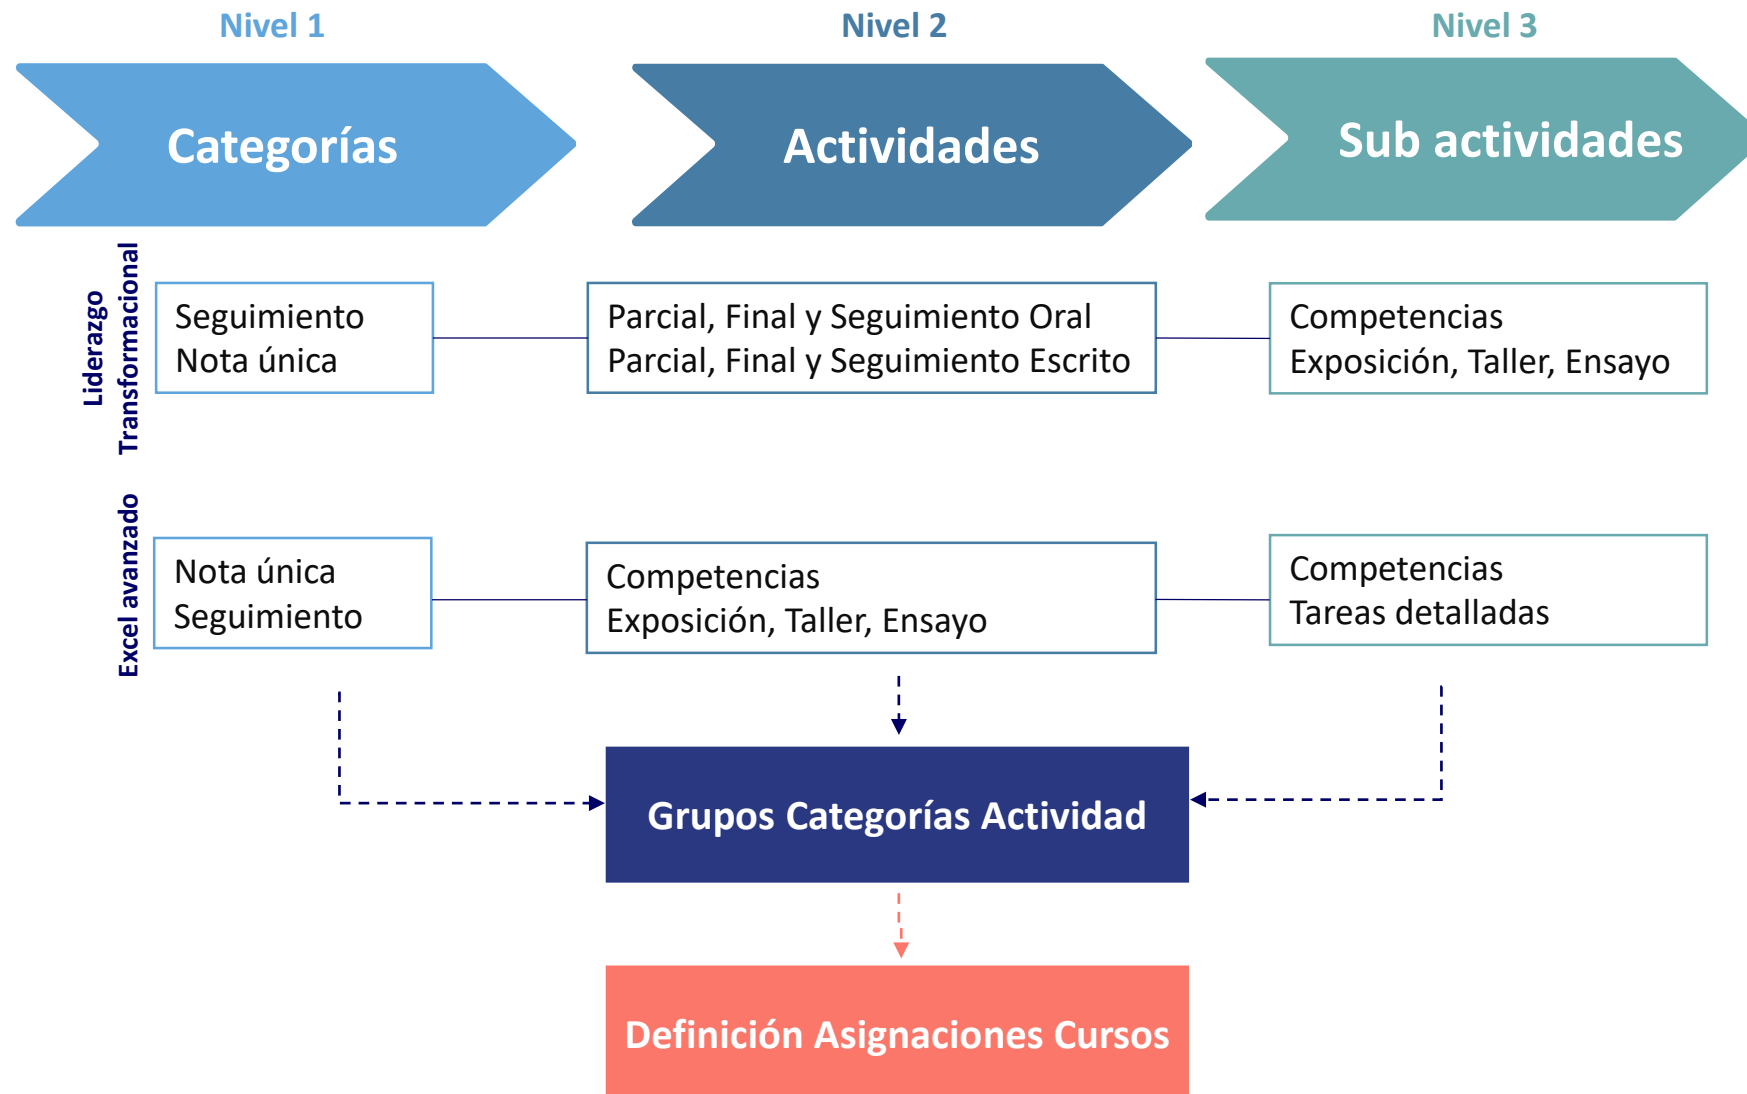 Nivel 1
Nivel 2
Nivel 3
Categorías
Actividades
Sub actividades
Liderazgo
Transformacional
Seguimiento
Nota única
Parcial, Final y Seguimiento Oral
Parcial, Final y Seguimiento Escrito
Competencias
Exposición, Taller, Ensayo
Excel avanzado
Nota única
Seguimiento
Competencias
Exposición, Taller, Ensayo
Competencias
Tareas detalladas
Grupos Categorías Actividad
Definición Asignaciones Cursos